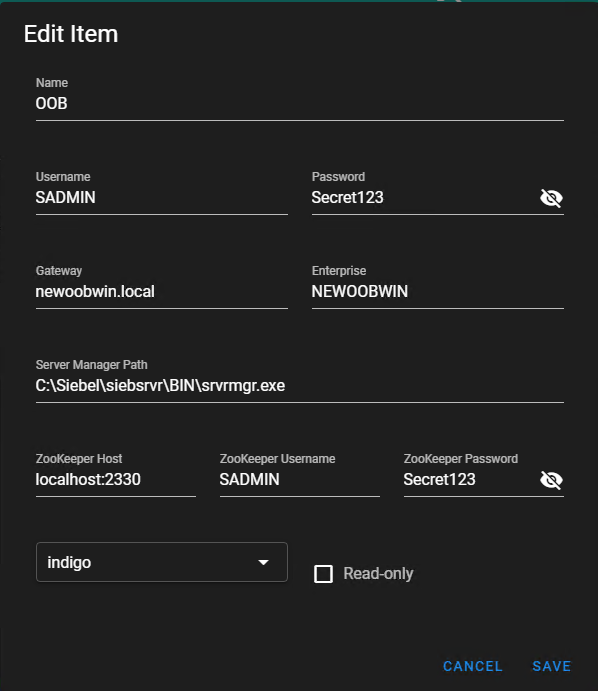 Edit Item
Name
OOB
Username Password
SADMIN Secret123
Gateway Enterprise
newoobwin.local NEWOOBWIN
Server Manager Path
C:\Siebel\siebsrvr\BIN\srvrmgr.exe
ZooKeeper Host ZooKeeper Username ZooKeeper Password
localhost:2330 SADMIN Secret123
indigo Read-only
CANCEL SAVE